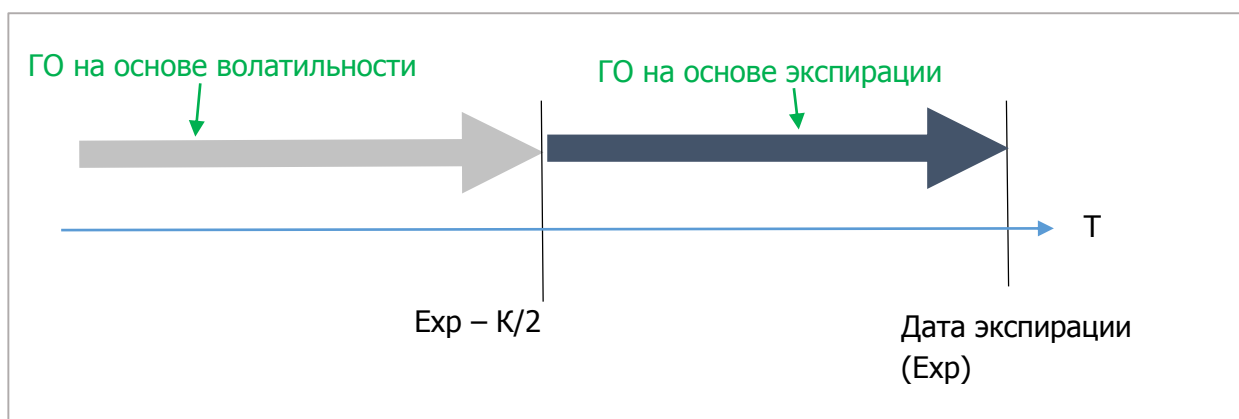 ГО на основе волатильности
ГО на основе экспирации
T
Exp – K/2
Дата экспирации
(Exp)